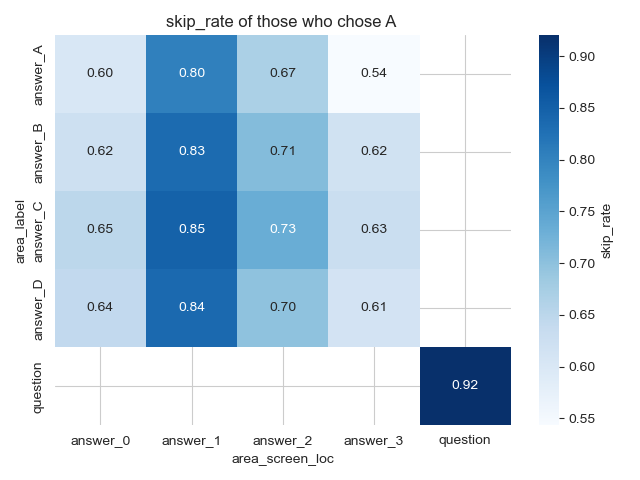 skip_rate of those who chose A
answer_A
0.60 0.80 0.67 0.54
answer_B
0.62 0.83 0.71 0.62
answer_C
0.65 0.85 0.73 0.63
answer_D
0.64 0.84 0.70 0.61
question
0.92
area_label
answer_0 answer_1 answer_2 answer_3 question
area_screen_loc
0.90
0.85
0.80
0.75
0.70
0.65
0.60
0.55
skip_rate